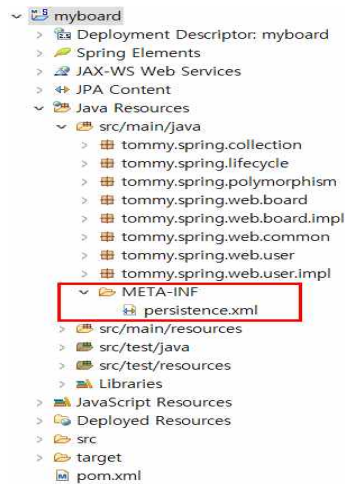 myboard
Deployment Descriptor: myboard
Spring Elements
JAX-WS Web Services
JPA Content
Java Resources
src/main/java
tommy.spring.collection
tommy.spring.lifecycle
tommy.spring.polymorphism
tommy.spring.web.board
tommy.spring.web.board.impl
tommy.spring.web.common
tommy.spring.web.user
tommy.spring.web.user.impl
META-INF
persistence.xml
src/main/resources
src/test/java
src/test/resources
Libraries
JavaScript Resources
Deployed Resources
src
target
pom.xml